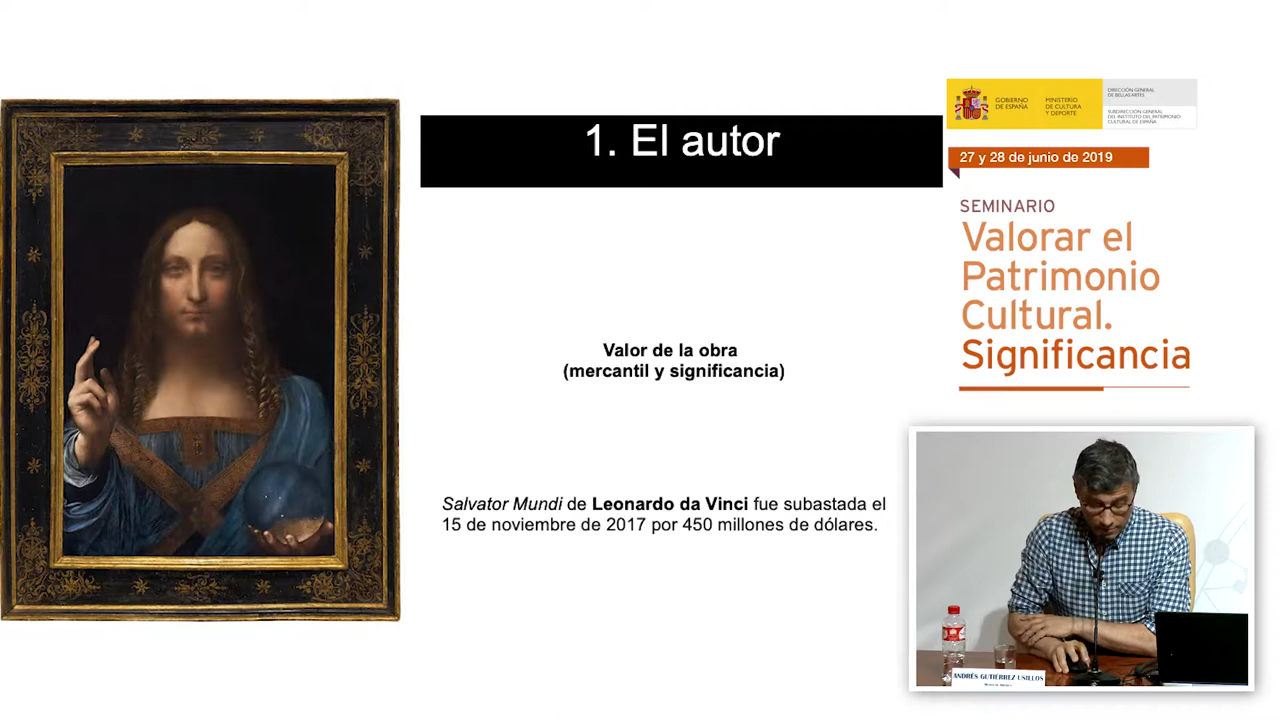 1. El autor
Valor de la obra
(mercantil y significancia)
Salvator Mundi de Leonardo da Vinci fue subastada el
15 de noviembre de 2017 por 450 millones de dólares.
GOBIERNO
DE ESPAÑA
MINISTERIO
DE CULTURA
Y DEPORTE
DIRECCIÓN GENERAL
DE BELLAS ARTES
SUBDIRECCIÓN GENERAL
DEL INSTITUTO DEL PATRIMONIO
CULTURAL DE ESPAÑA
27 y 28 de junio de 2019
SEMINARIO
Valorar el
Patrimonio
Cultural.
Significancia
ANDRÉS GUTIÉRREZ USILLOS